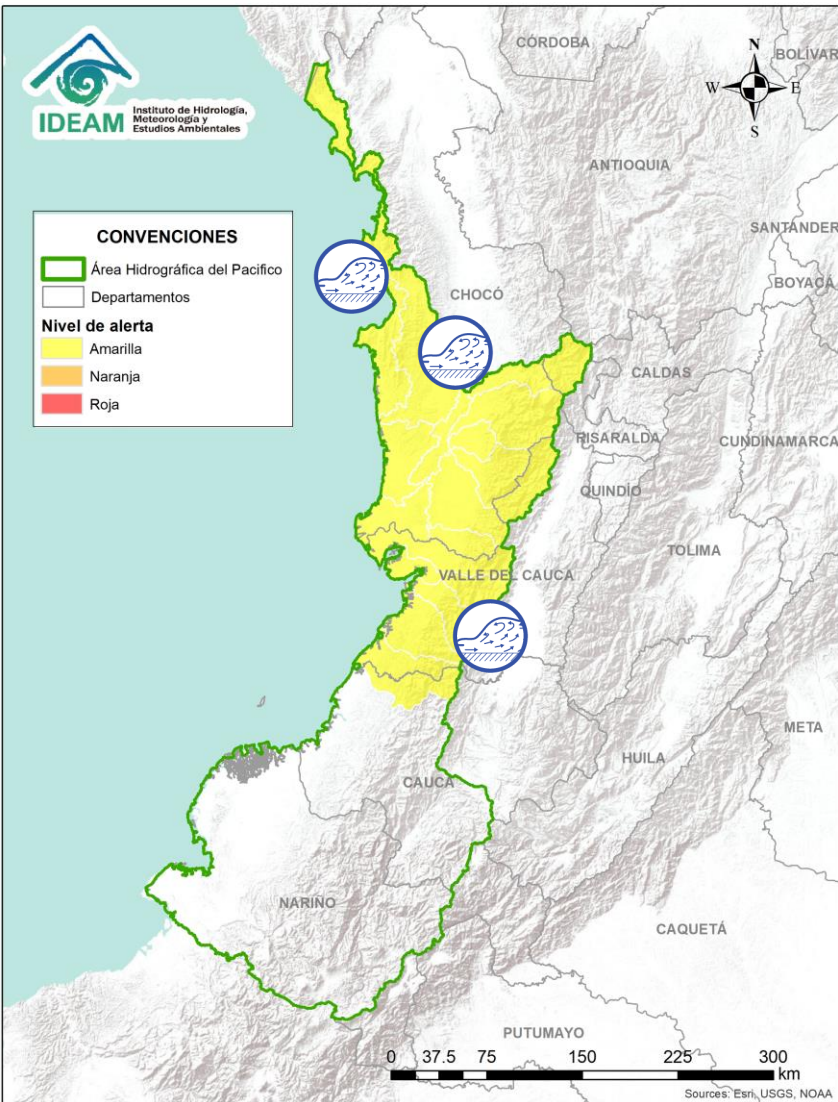 IDEAM
Instituto de Hidrología,
Meteorología y
Estudios Ambientales
CÓRDOBA
BOLÍVAR
N
W
E
S
ANTIOQUIA
SANTANDER
BOYACÁ
CONVENCIONES
Área Hidrográfica del Pacifico
Departamentos
Nivel de alerta
Amarilla
Naranja
Roja
CHOCÓ
CALDAS
RISARALDA
CUNDINAMARCA
QUINDÍO
TOLIMA
VALLE DEL CAUCA
META
HUILA
CAUCA
NARIÑO
CAQUETÁ
PUTUMAYO
0 37.5 75 150 225 300
km
Sources: Esri, USGS, NOAA